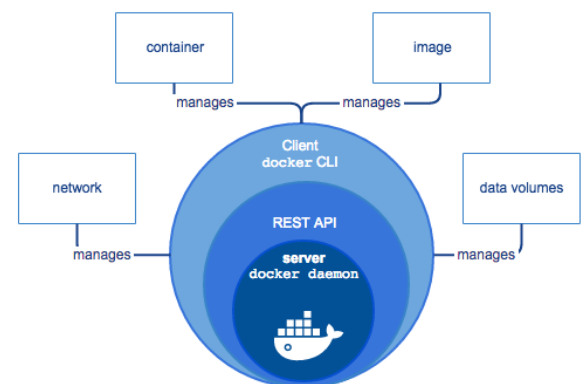 container
image
manages
manages
Client
docker CLI
network
data volumes
REST API
manages
manages
server
docker daemon